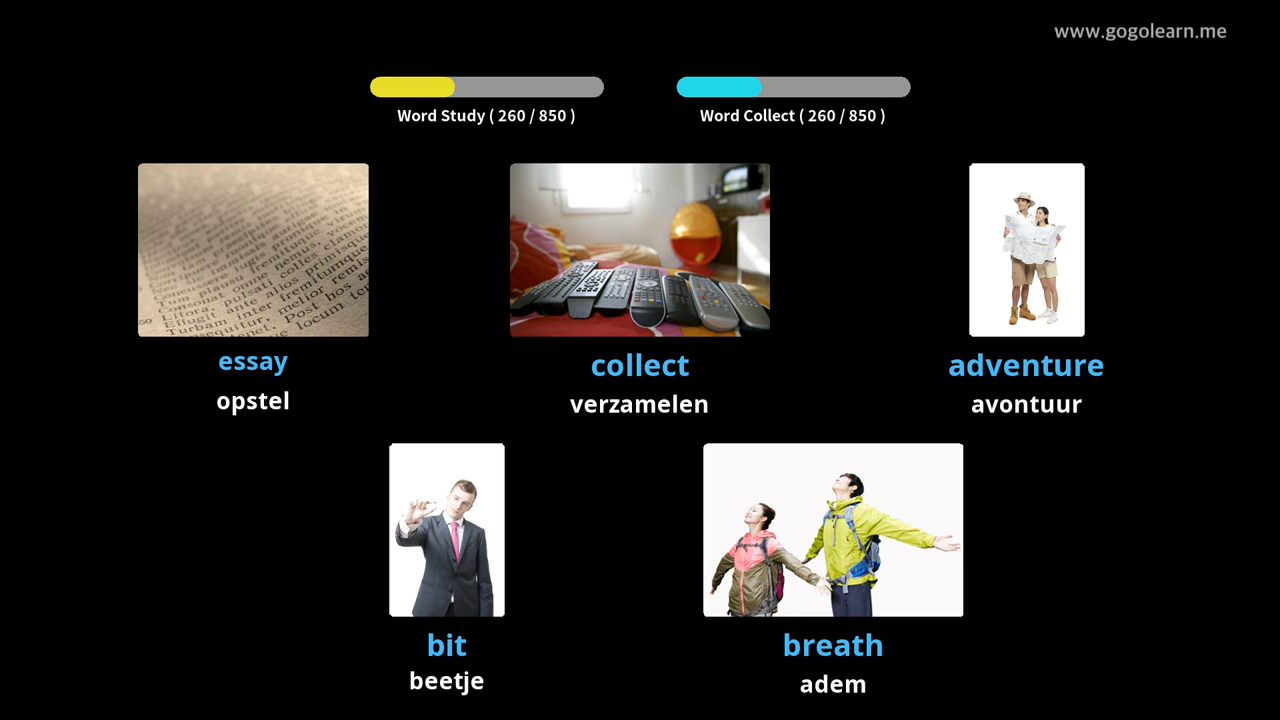 www.gogolearn.me
Word Study ( 260 / 850 )
Word Collect ( 260 / 850 )
essay
opstel
collect
verzamelen
adventure
avontuur
bit
beetje
breath
adem